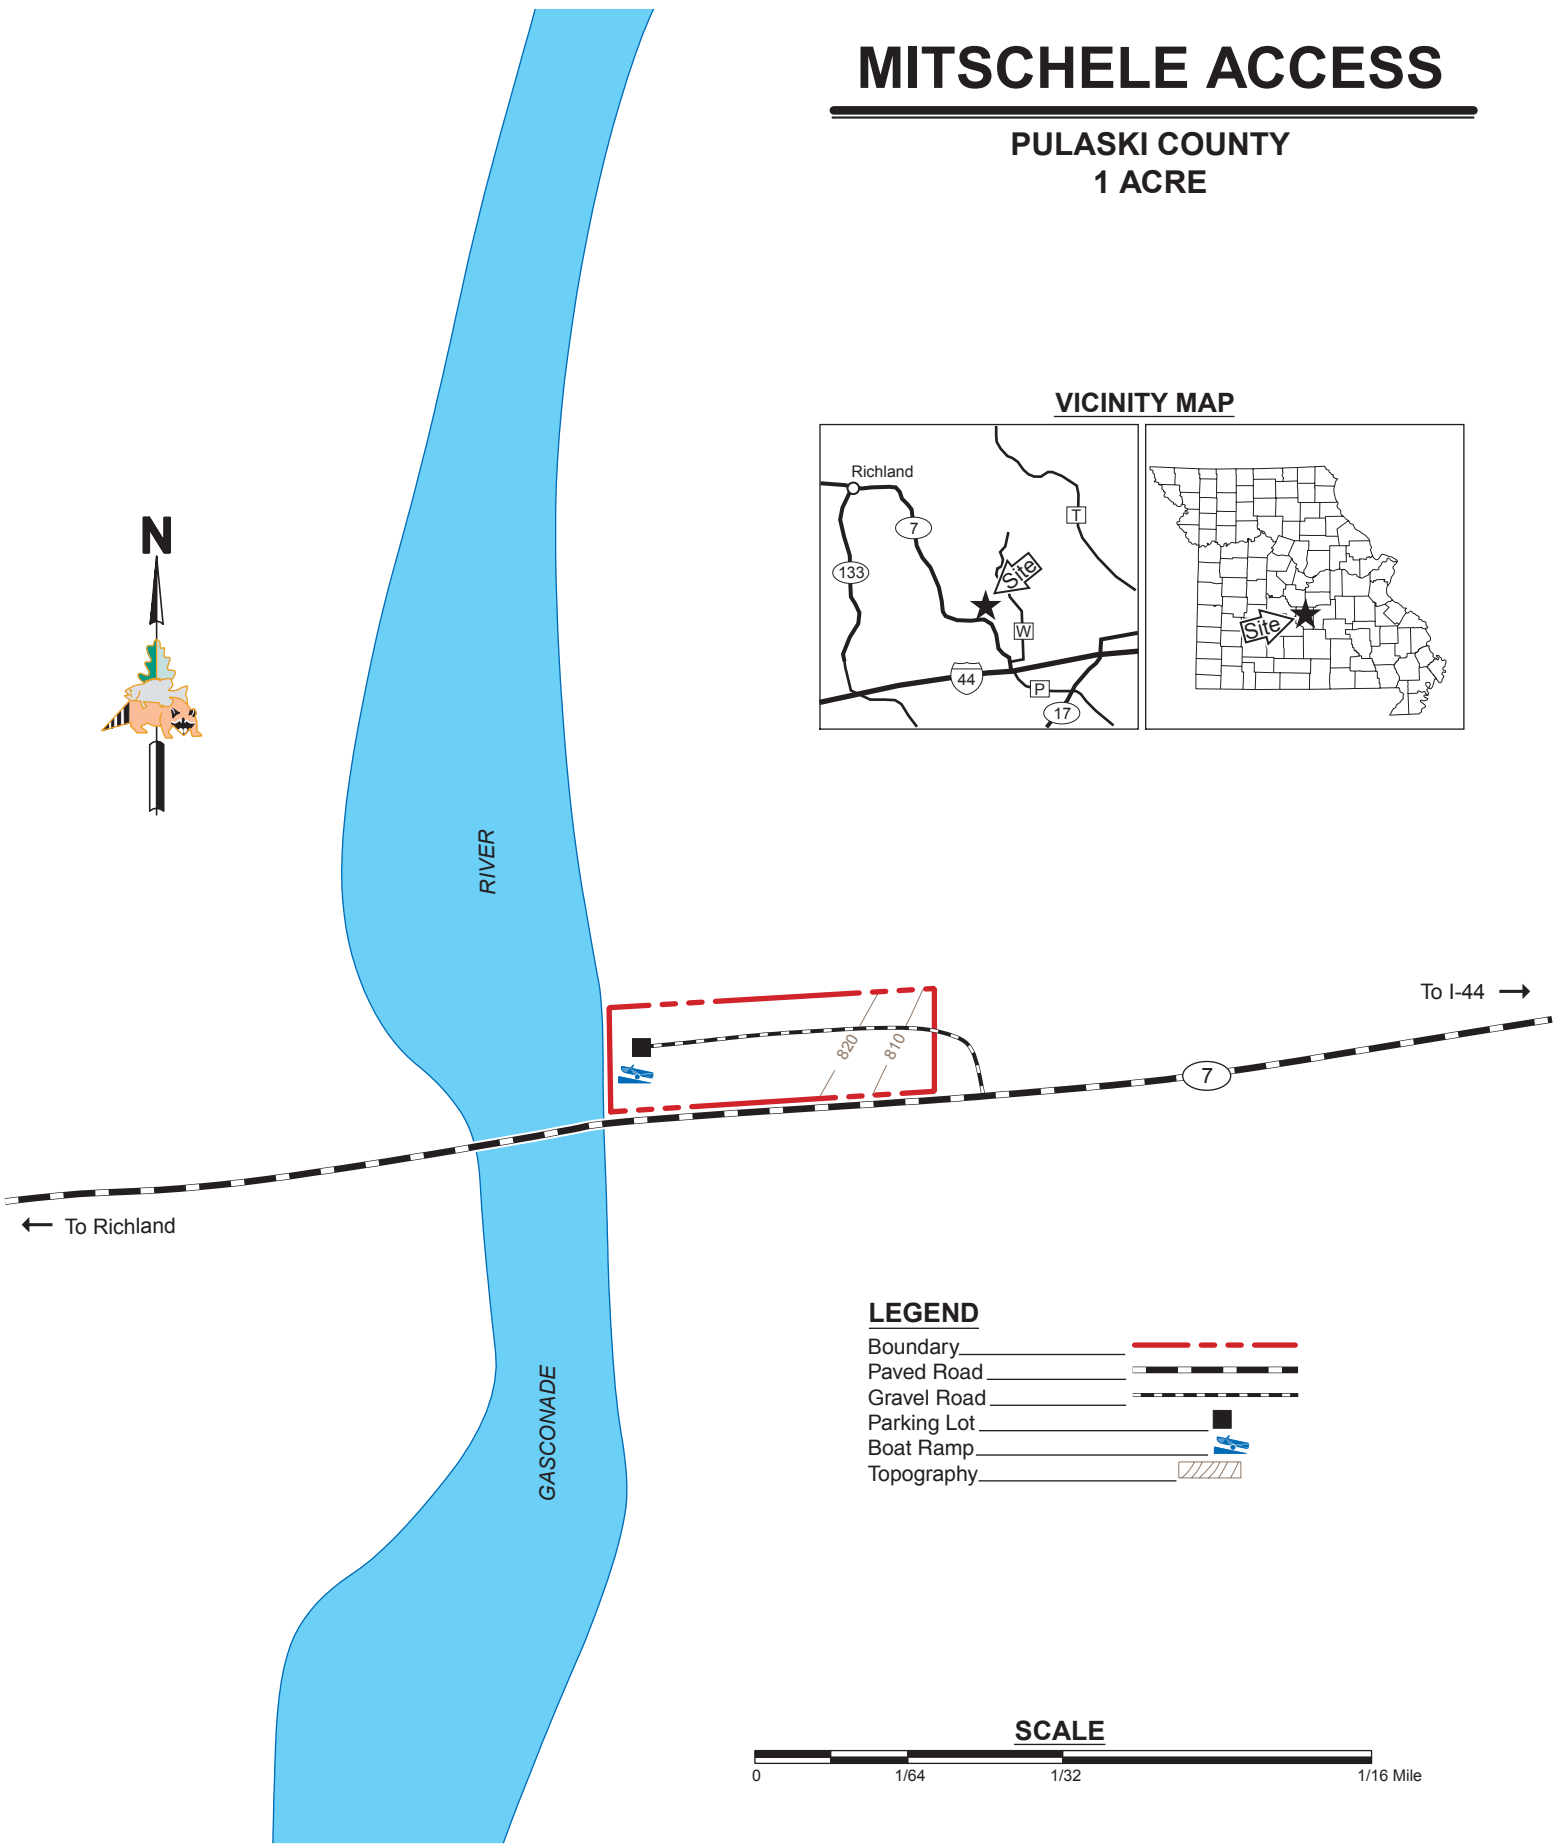 MITSCHELE ACCESS
PULASKI COUNTY
1 ACRE
VICINITY MAP
Richland
7
T
133
Site
W
44
P
17
Site
N
RIVER
820
810
To I-44
7
To Richland
GASCONADE
LEGEND
Boundary
Paved Road
Gravel Road
Parking Lot
Boat Ramp
Topography
SCALE
0 1/64 1/32 1/16 Mile